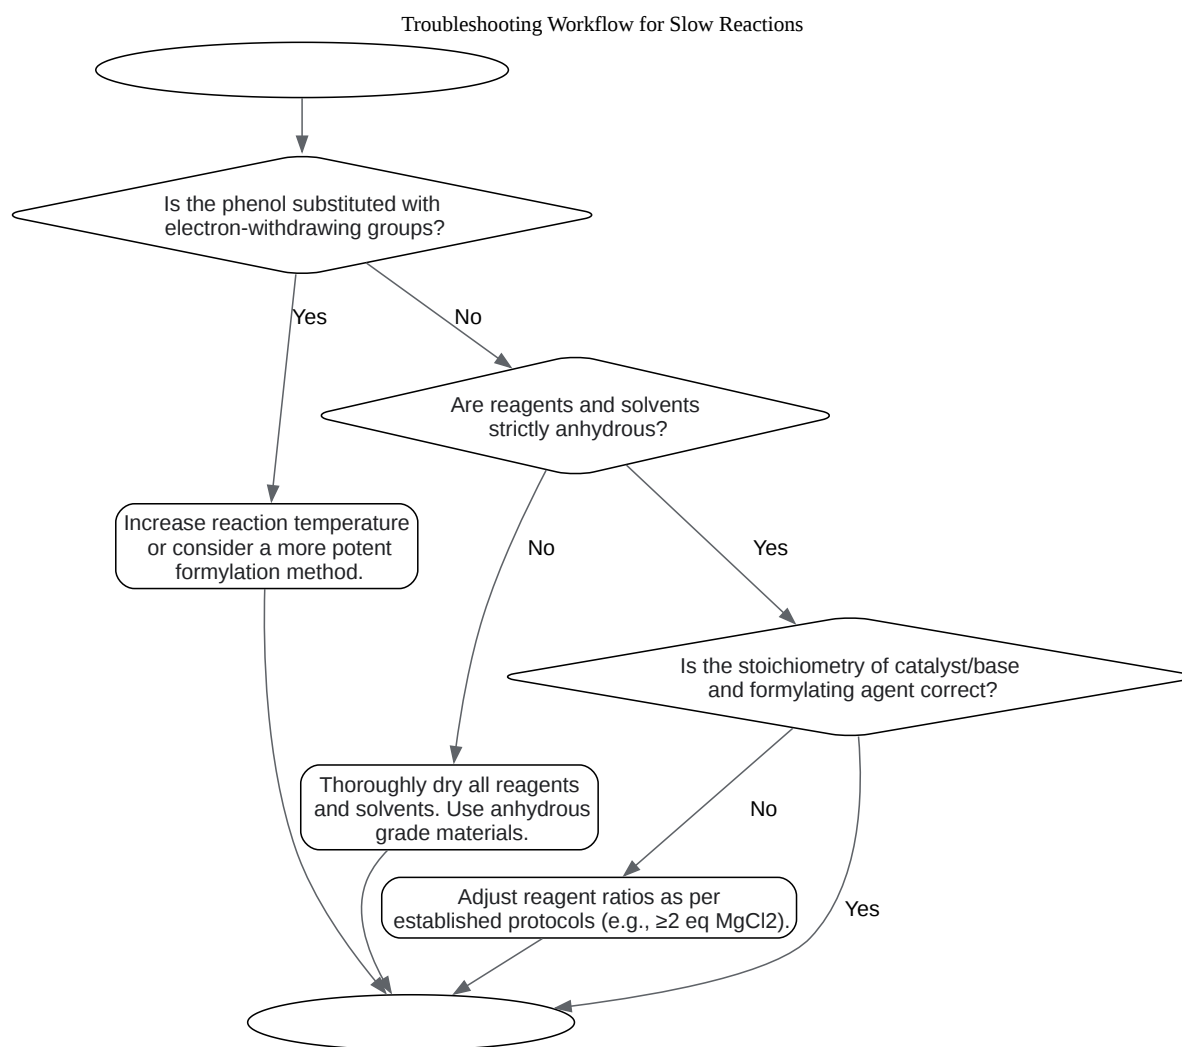 Troubleshooting Workflow for Slow Reactions
Is the phenol substituted with
electron-withdrawing groups?
Yes
No
Are reagents and solvents
strictly anhydrous?
Increase reaction temperature
or consider a more potent
formylation method.
No
Yes
Is the stoichiometry of catalyst/base
and formylating agent correct?
Thoroughly dry all reagents
and solvents. Use anhydrous
grade materials.
No
Adjust reagent ratios as per
established protocols (e.g., ≥2 eq MgCl2).
Yes